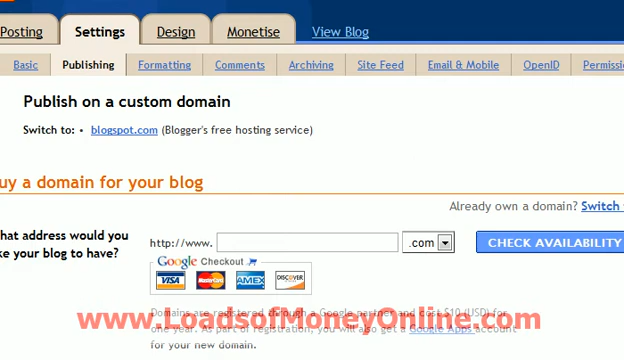 Posting Settings Design Monetise View Blog
Basic Publishing Formatting Comments Archiving Site Feed Email & Mobile OpenID Permissi
Publish on a custom domain
Switch to: • blogspot.com (Blogger's free hosting service)
uy a domain for your blog
Already own a domain? Switch
hat address would you
ke your blog to have?
http://www. .com CHECK AVAILABILITY
Google Checkout
VISA MasterCard AMEX DISCOVER
Domains are registered through a Google partner and cost $10 (USD) for
www.LoadsofMoneyOnline.com
one year. As part of registration, you will also get a Google Apps account
for your new domain.